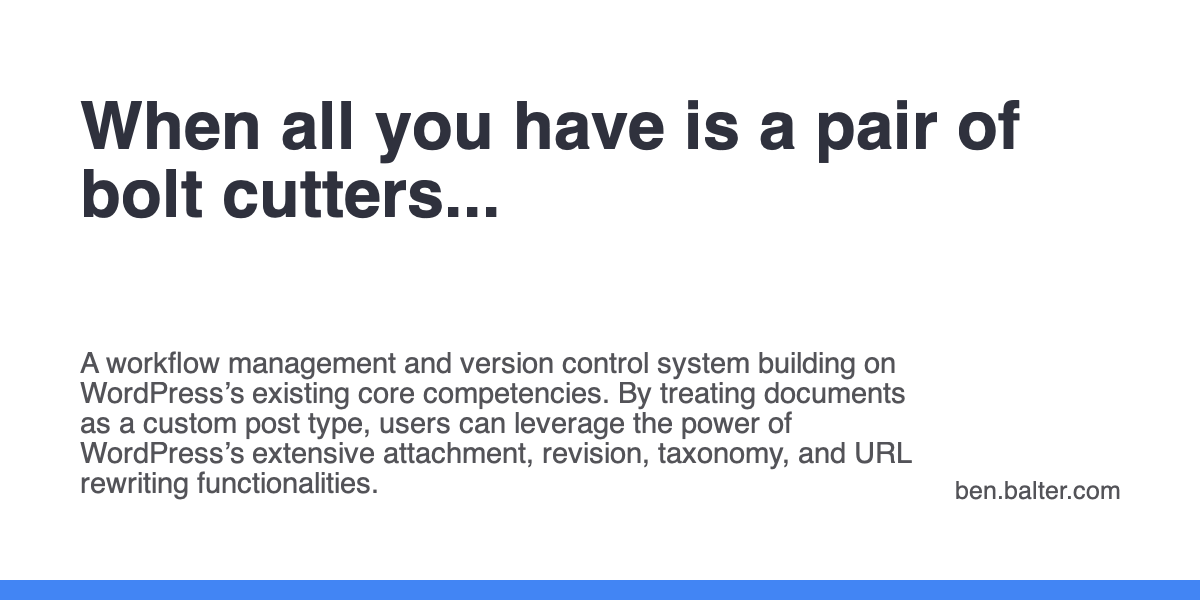 When all you have is a pair of
bolt cutters...
A workflow management and version control system building on
WordPress’s existing core competencies. By treating documents
as a custom post type, users can leverage the power of
WordPress’s extensive attachment, revision, taxonomy, and URL
rewriting functionalities.
ben.balter.com